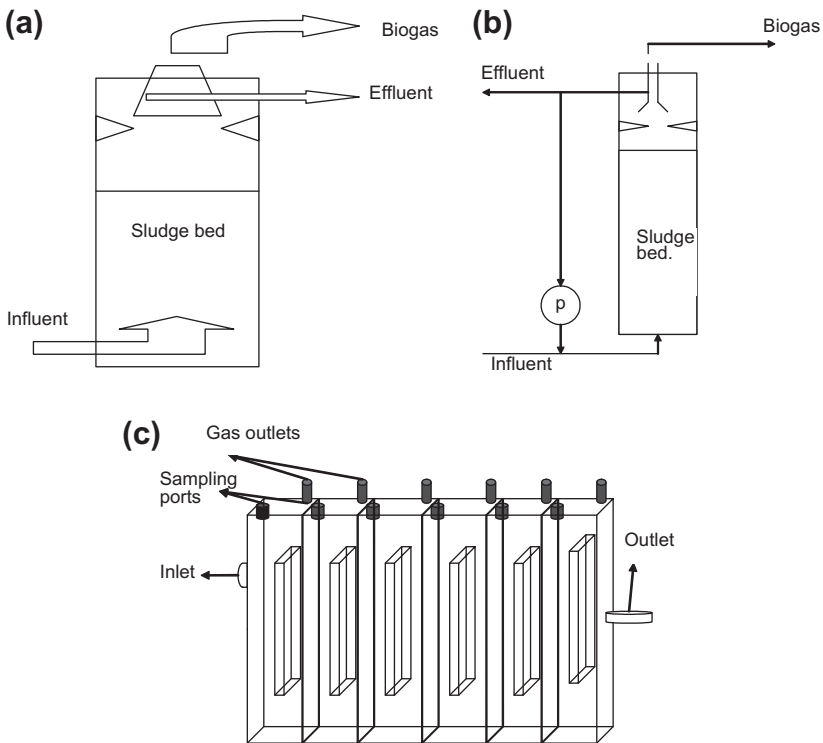 (a)
Biogas
Effluent
Sludge bed
Influent
(b)
Biogas
Effluent
Sludge
bed.
p
Influent
(c)
Gas outlets
Sampling
ports
Inlet
Outlet